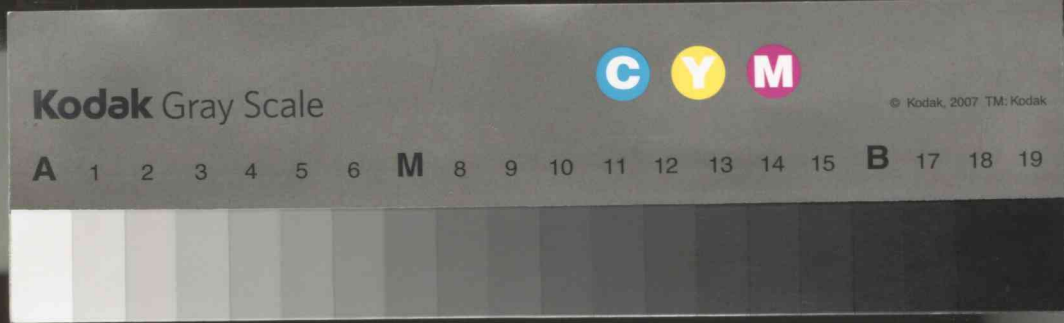 C Y M
Kodak Gray Scale
© Kodak, 2007 TM: Kodak
A 1 2 3 4 5 6 M 8 9 10 11 12 13 14 15 B 17 18 19